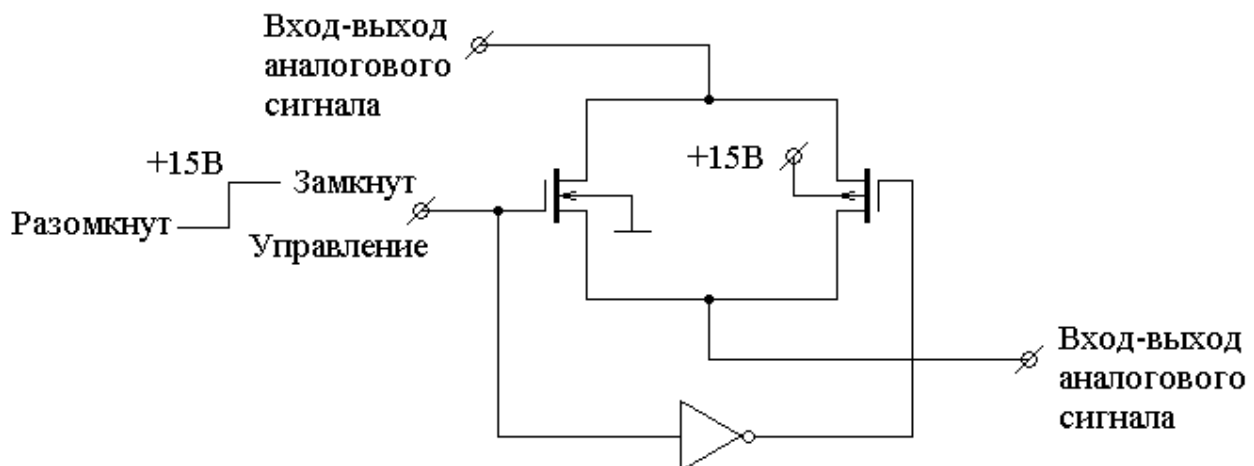 Вход-выход
аналогового
сигнала
+15В
Замкнут
Разомкнут
Управление
+15В
Вход-выход
аналогового
сигнала